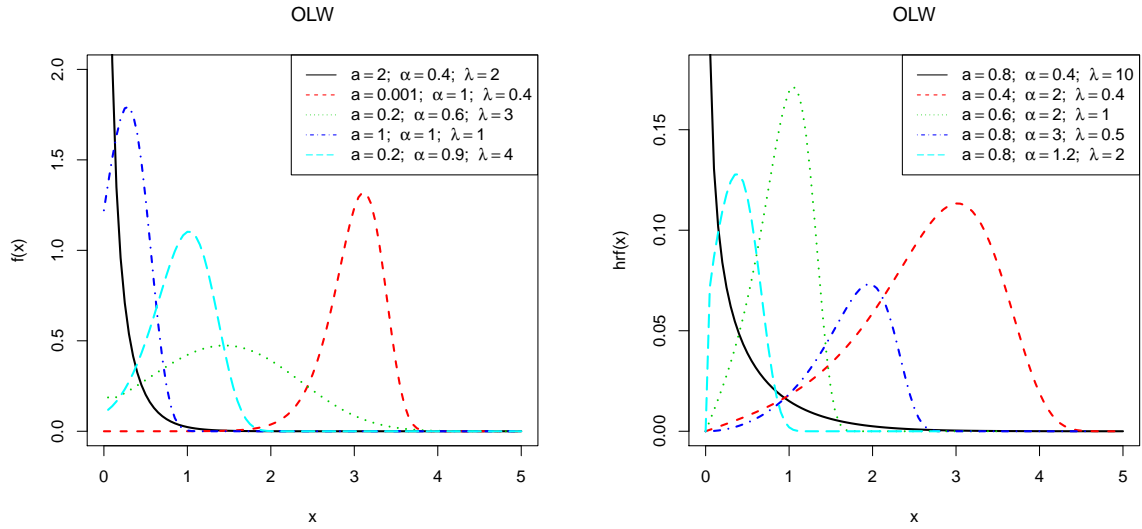 OLW
f(x)
2.0
1.5
1.0
0.5
0.0
a = 2; α = 0.4; λ = 2
a = 0.001; α = 1; λ = 0.4
a = 0.2; α = 0.6; λ = 3
a = 1; α = 1; λ = 1
a = 0.2; α = 0.9; λ = 4
0 1 2 3 4 5
x
OLW
hrf(x)
0.15
0.10
0.05
0.00
a = 0.8; α = 0.4; λ = 10
a = 0.4; α = 2; λ = 0.4
a = 0.6; α = 2; λ = 1
a = 0.8; α = 3; λ = 0.5
a = 0.8; α = 1.2; λ = 2
0 1 2 3 4 5
x